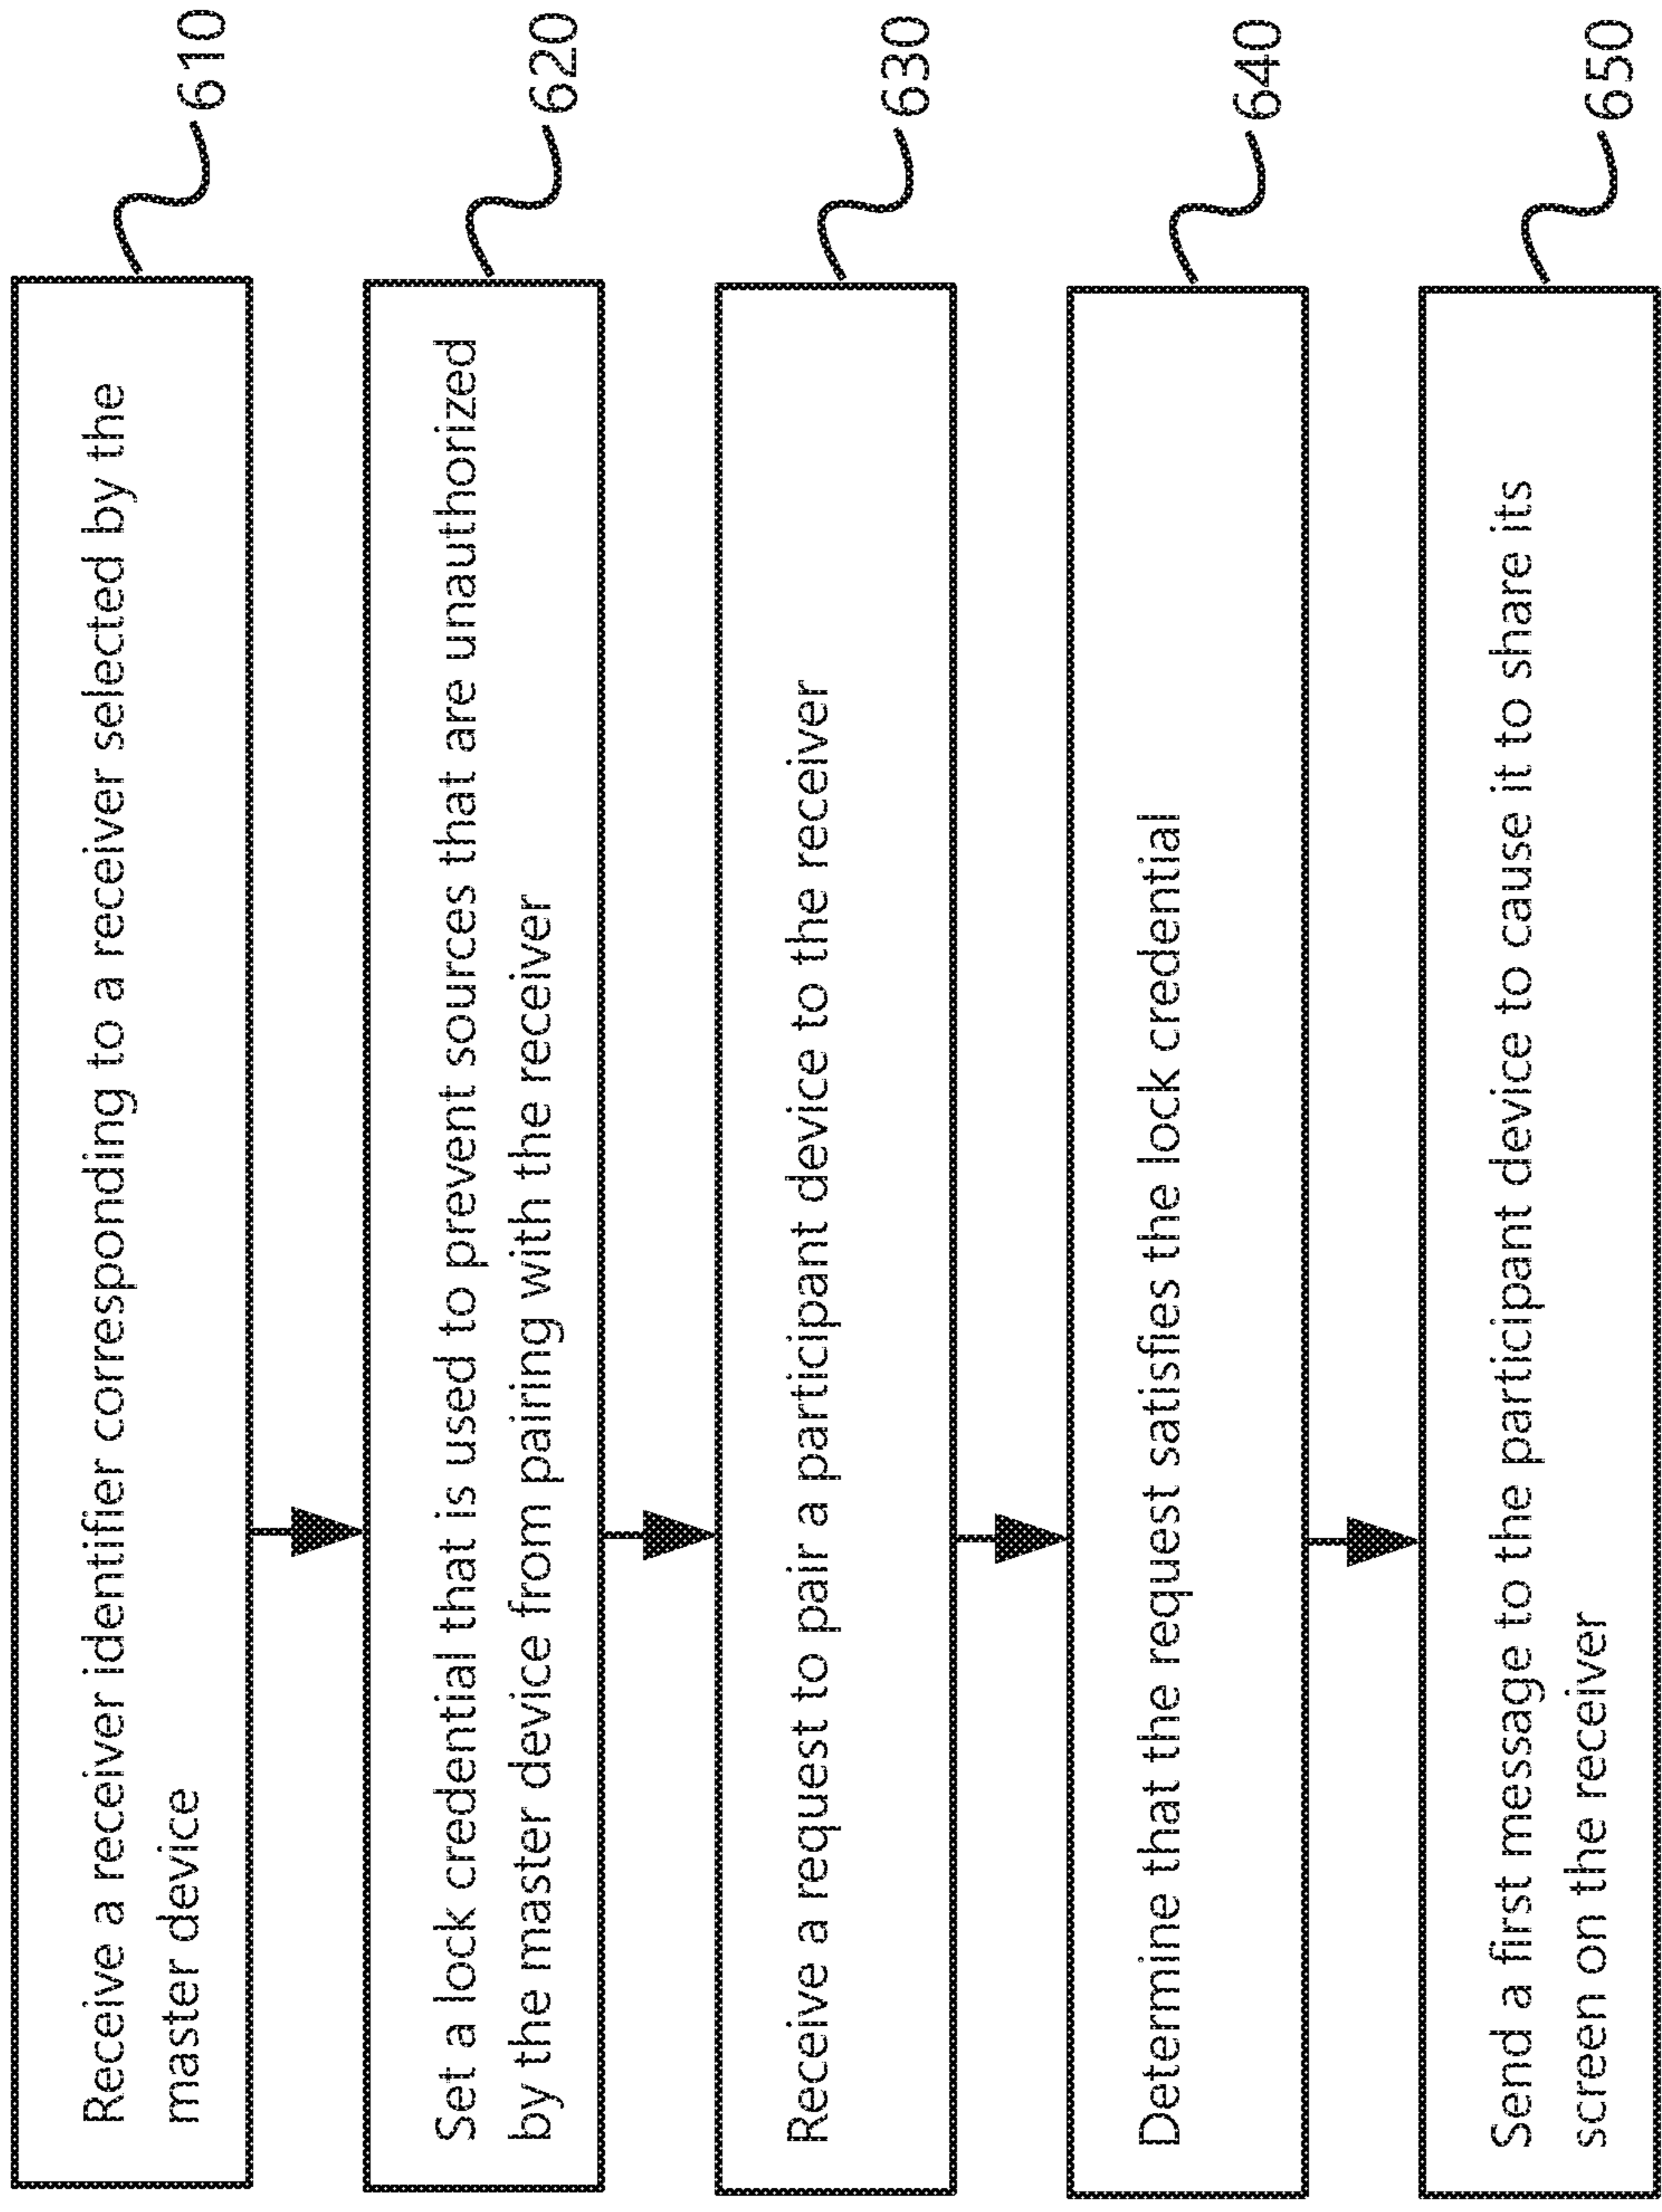 Receive a receiver identifier corresponding to a receiver selected by the
master device
610
Set a lock credential that is used to prevent sources that are unauthorized
by the master device from pairing with the receiver
620
Receive a request to pair a participant device to the receiver
630
Determine that the request satisfies the lock credential
640
Send a first message to the participant device to cause it to share its
screen on the receiver
650